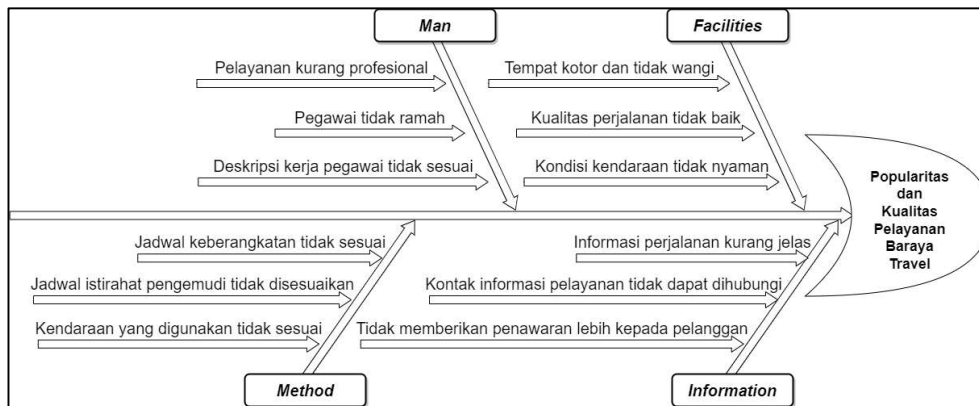 Man
Facilities
Pelayanan kurang profesional
Tempat kotor dan tidak wangi
Pegawai tidak ramah
Kualitas perjalanan tidak baik
Deskripsi kerja pegawai tidak sesuai
Kondisi kendaraan tidak nyaman
Popularitas
dan
Kualitas
Pelayanan
Baraya
Travel
Jadwal keberangkatan tidak sesuai
Informasi perjalanan kurang jelas
Jadwal istirahat pengemudi tidak disesuaikan
Kontak informasi pelayanan tidak dapat dihubungi
Kendaraan yang digunakan tidak sesuai
Tidak memberikan penawaran lebih kepada pelanggan
Method
Information